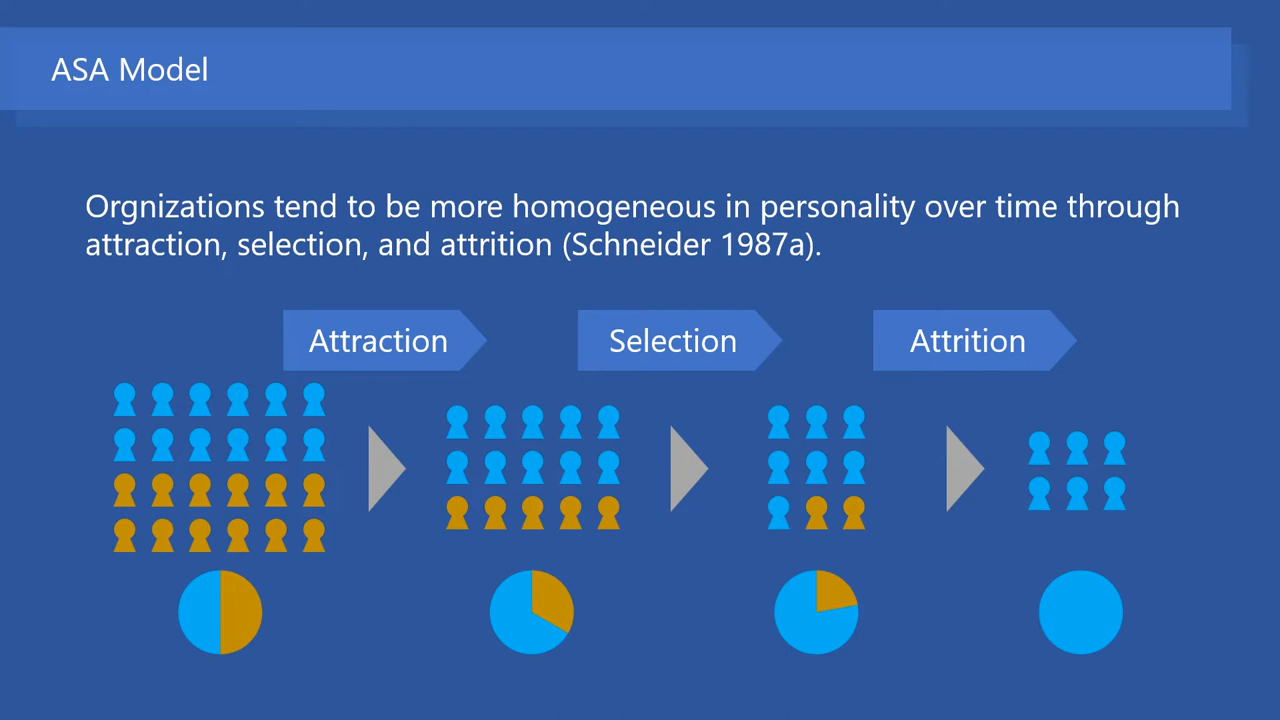 ASA Model
Orgnizations tend to be more homogeneous in personality over time through
attraction, selection, and attrition (Schneider 1987a).
Attraction
Selection
Attrition